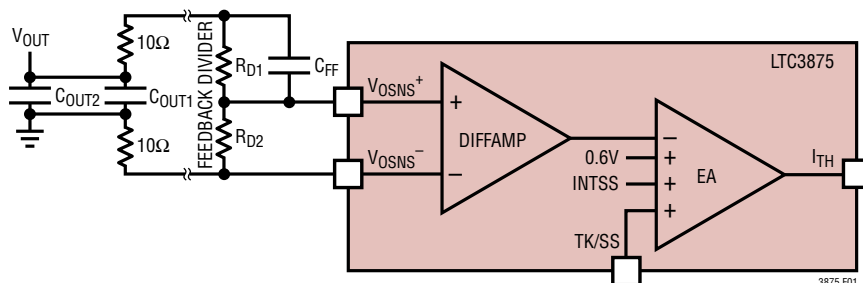 VOUT
10Ω
COUT2
COUT1
10Ω
FEEDBACK DIVIDER
RD1
RD2
CFF
LTC3875
VOSNS+
VOSNS–
+
–
DIFFAMP
–
0.6V
+
INTSS
+
+
EA
TK/SS
ITH
3875 F01